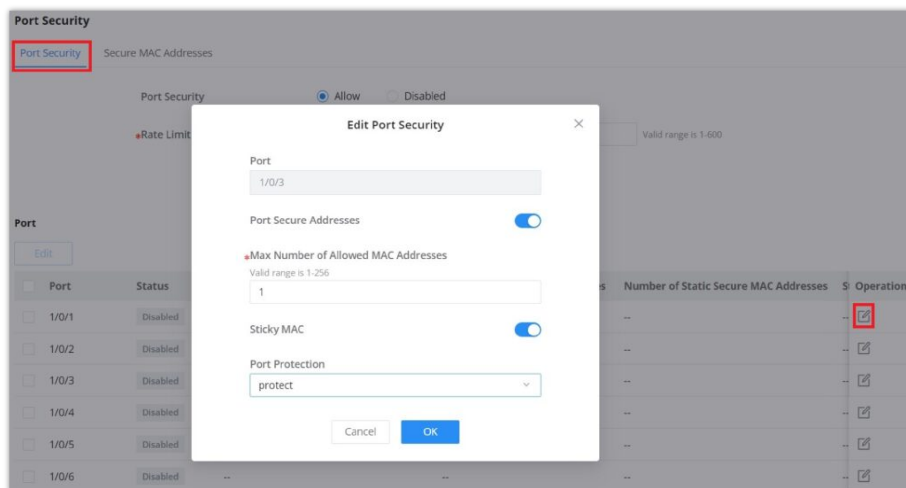 Port Security
Port Security Secure MAC Addresses
Port Security Allow Disabled
*Rate Limit Valid range is 1-600
Edit Port Security
Port
1/0/3
Port Secure Addresses
*Max Number of Allowed MAC Addresses
Valid range is 1-256
1
Sticky MAC
Port Protection
protect
Cancel OK
Port
Edit
Port Status s Number of Static Secure MAC Addresses S Operation
1/0/1 Disabled -- --
1/0/2 Disabled -- --
1/0/3 Disabled -- --
1/0/4 Disabled -- --
1/0/5 Disabled -- --
1/0/6 Disabled -- -- -- --